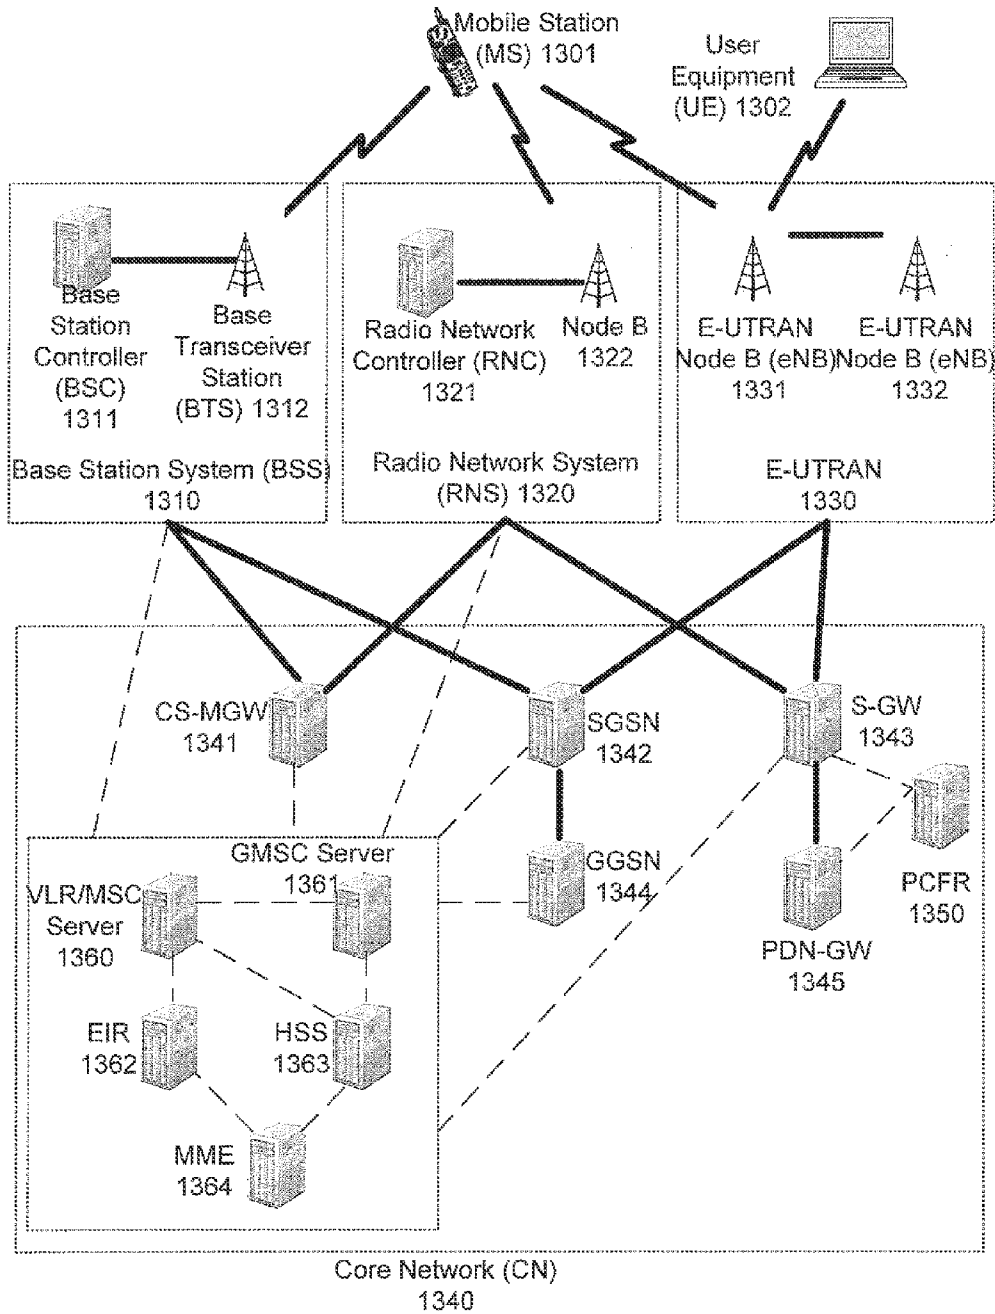 Mobile Station
(MS) 1301
User
Equipment
(UE) 1302
Base
Station
Controller
(BSC)
1311
Base
Transceiver
Station
(BTS) 1312
Base Station System (BSS)
1310
Radio Network
Controller (RNC)
1321
Node B
1322
Radio Network System
(RNS) 1320
E-UTRAN
Node B (eNB)
1331
E-UTRAN
Node B (eNB)
1332
E-UTRAN
1330
CS-MGW
1341
SGSN
1342
S-GW
1343
GMSC Server
1361
VLR/MSC
Server
1360
GGSN
1344
PCFR
1350
PDN-GW
1345
EIR
1362
HSS
1363
MME
1364
Core Network (CN)
1340